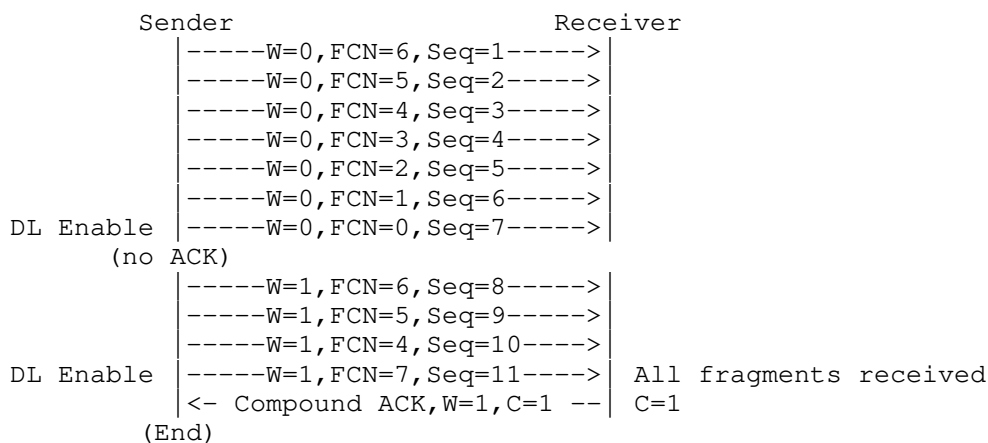 Sender Receiver
|-----W=0,FCN=6,Seq=1----->|
|-----W=0,FCN=5,Seq=2----->|
|-----W=0,FCN=4,Seq=3----->|
|-----W=0,FCN=3,Seq=4----->|
|-----W=0,FCN=2,Seq=5----->|
|-----W=0,FCN=1,Seq=6----->|
DL Enable |-----W=0,FCN=0,Seq=7----->|
(no ACK)
|-----W=1,FCN=6,Seq=8----->|
|-----W=1,FCN=5,Seq=9----->|
|-----W=1,FCN=4,Seq=10---->|
DL Enable |-----W=1,FCN=7,Seq=11---->| All fragments received
|<- Compound ACK,W=1,C=1 --| C=1
(End)